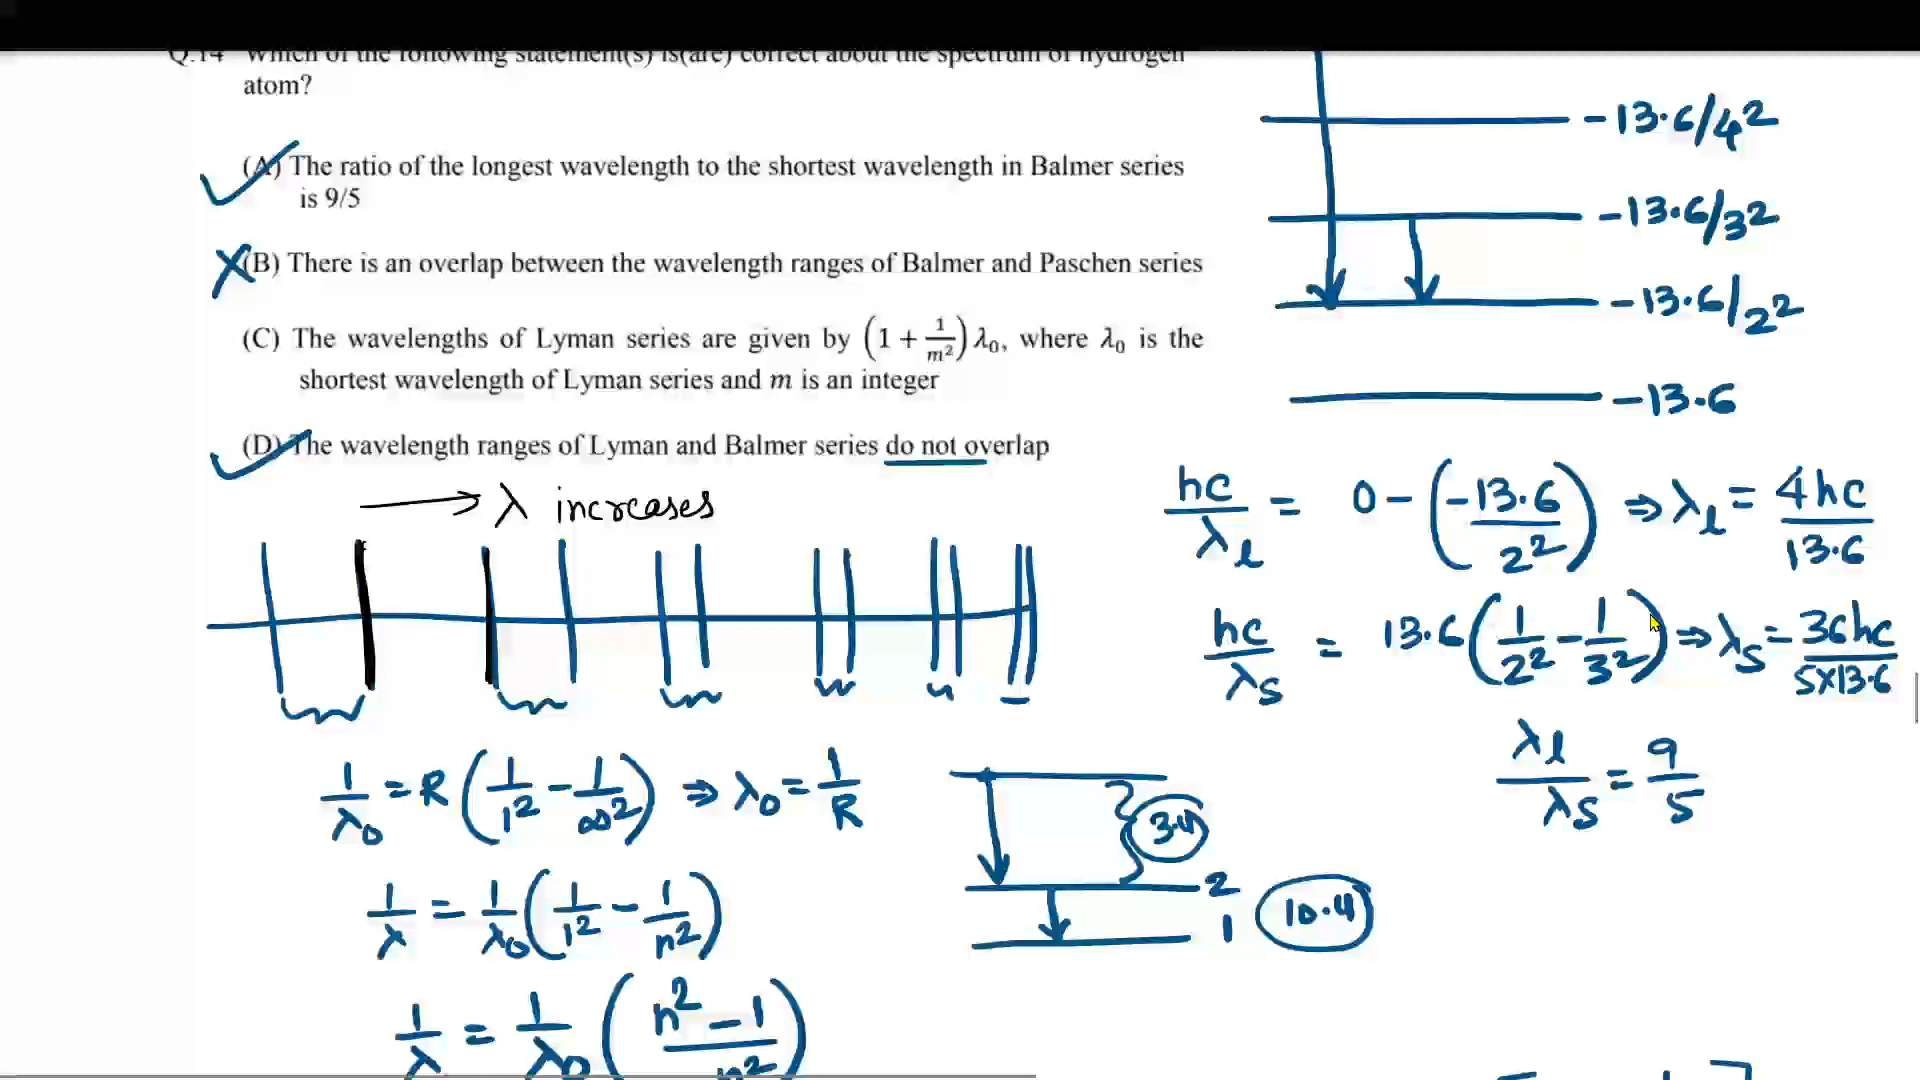 Q.14 Which of the following statement(s) is(are) correct about the spectrum of hydrogen
atom?
(A) The ratio of the longest wavelength to the shortest wavelength in Balmer series
is 9/5
(B) There is an overlap between the wavelength ranges of Balmer and Paschen series
(C) The wavelengths of Lyman series are given by (1 + 1/m²) λ₀, where λ₀ is the
shortest wavelength of Lyman series and m is an integer
(D) The wavelength ranges of Lyman and Balmer series do not overlap
→ λ increases
1/λ₀ = R (1/1² − 1/∞²) ⇒ λ₀ = 1/R
1/λ = 1/λ₀ (1/1² − 1/n²)
1/λ = 1/λ₀ (n² − 1 / n²)
3.4
2
1
10.4
−13.6/4²
−13.6/3²
−13.6/2²
−13.6
hc/λl = 0 − (−13.6/2²) ⇒ λl = 4hc/13.6
hc/λs = 13.6 (1/2² − 1/3²) ⇒ λs = 36hc/5×13.6
λl/λs = 9/5